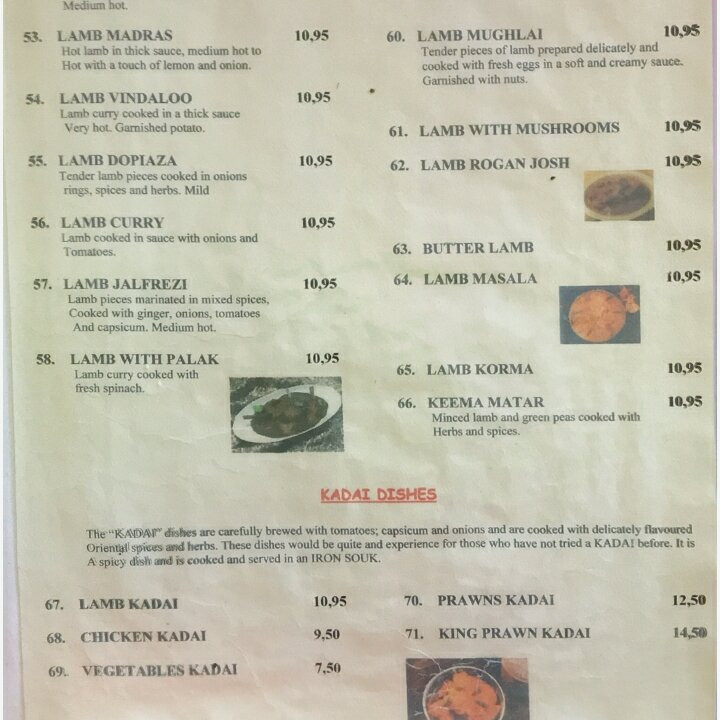 Medium hot.
53. LAMB MADRAS 10,95
Hot lamb in thick sauce, medium hot to
Hot with a touch of lemon and onion.
54. LAMB VINDALOO 10,95
Lamb curry cooked in a thick sauce
Very hot. Garnished potato.
55. LAMB DOPIAZA 10,95
Tender lamb pieces cooked in onions
rings, spices and herbs. Mild
56. LAMB CURRY 10,95
Lamb cooked in sauce with onions and
Tomatoes.
57. LAMB JALFREZI 10,95
Lamb pieces marinated in mixed spices,
Cooked with ginger, onions, tomatoes
And capsicum. Medium hot.
58. LAMB WITH PALAK 10,95
Lamb curry cooked with
fresh spinach.
60. LAMB MUGHLAI 10,95
Tender pieces of lamb prepared delicately and
cooked with fresh eggs in a soft and creamy sauce.
Garnished with nuts.
61. LAMB WITH MUSHROOMS 10,95
62. LAMB ROGAN JOSH 10,95
63. BUTTER LAMB 10,95
64. LAMB MASALA 10,95
65. LAMB KORMA 10,95
66. KEEMA MATAR 10,95
Minced lamb and green peas cooked with
Herbs and spices.
KADAI DISHES
The "KADAI" dishes are carefully brewed with tomatoes; capsicum and onions and are cooked with delicately flavoured
Oriental spices and herbs. These dishes would be quite and experience for those who have not tried a KADAI before. It is
A spicy dish and is cooked and served in an IRON SOUK.
67. LAMB KADAI 10,95
68. CHICKEN KADAI 9,50
69. VEGETABLES KADAI 7,50
70. PRAWNS KADAI 12,50
71. KING PRAWN KADAI 14,50